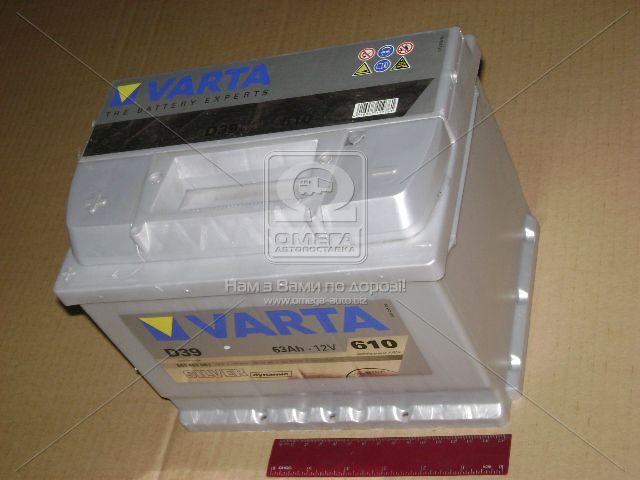 VARTA
THE BATTERY EXPERTS
D39 610
ОМЕГА
АВТОПОСТАВКА
Нам з Вами по дорозі!
www.omega-auto.biz
VARTA
D39 63Ah - 12V 610
SILVER dynamic